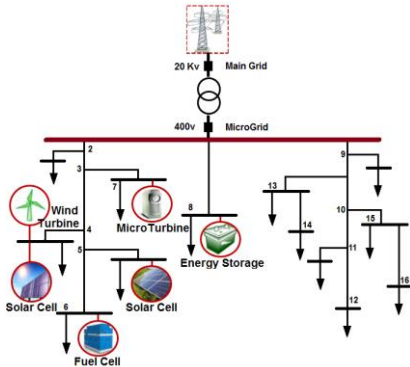 20 Kv Main Grid
400v MicroGrid
2
9
3
7
13
8
Wind
Turbine
4
MicroTurbine
10
15
14
5
11
Energy Storage
Solar Cell
Solar Cell
6
16
12
Fuel Cell